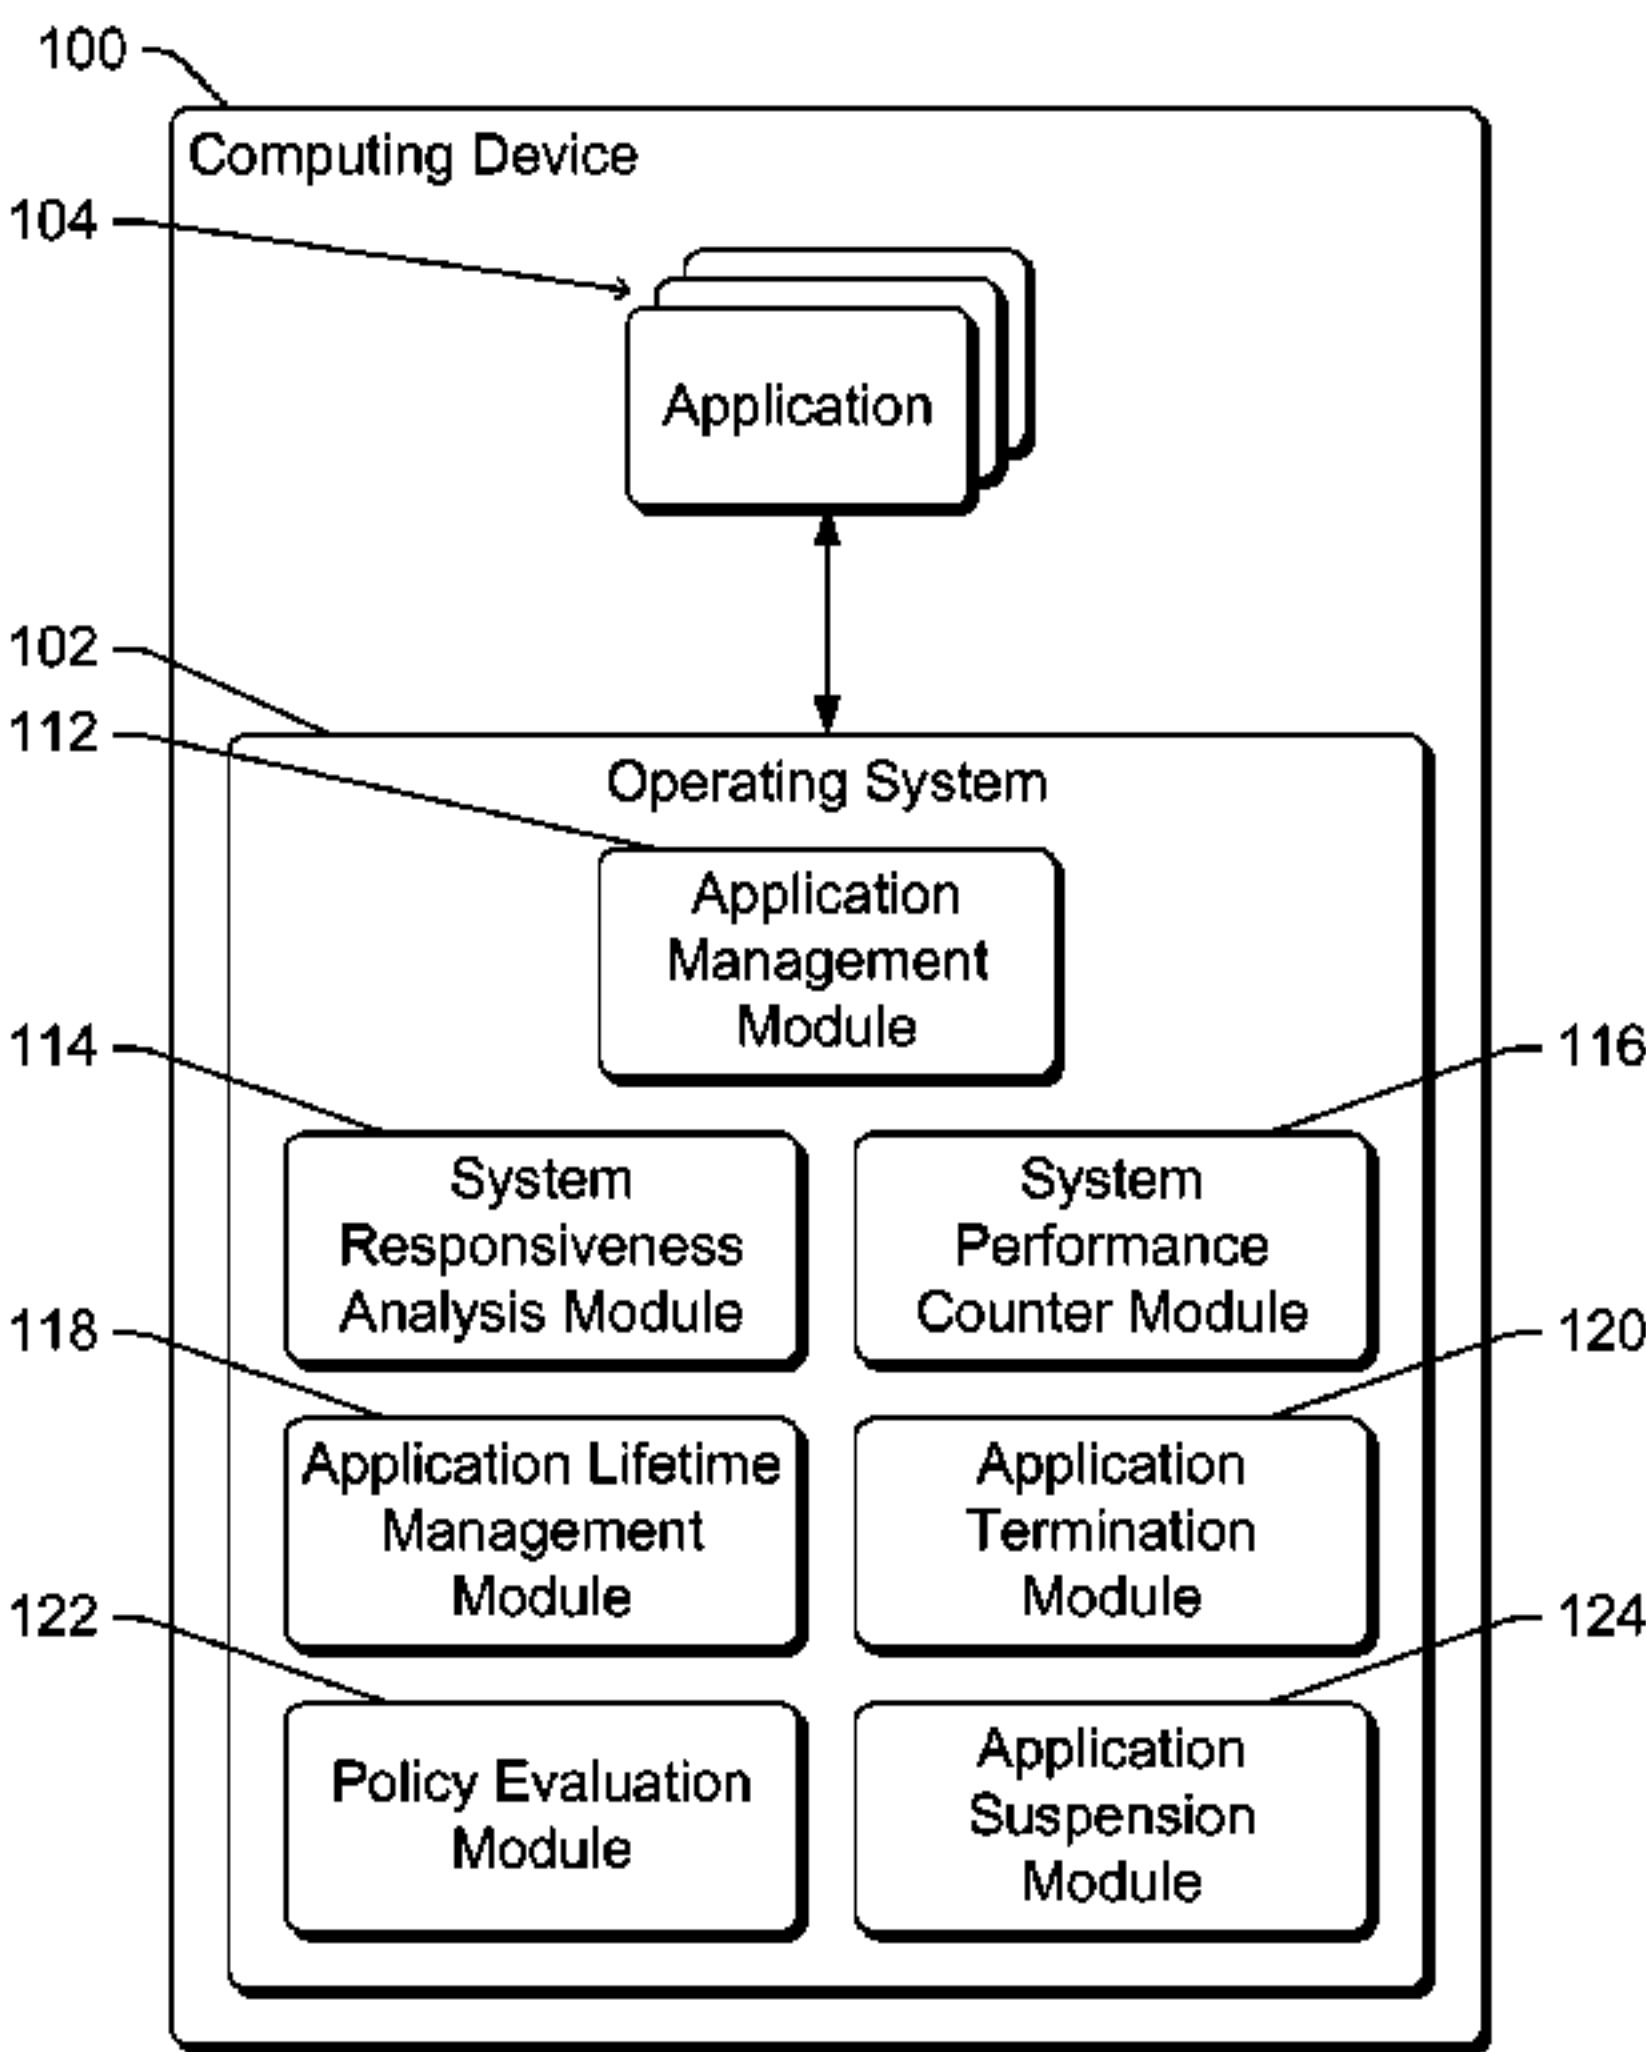 100
Computing Device
104
Application
102
112
Operating System
Application
Management
Module
114
116
System
Responsiveness
Analysis Module
System
Performance
Counter Module
118
120
Application Lifetime
Management
Module
Application
Termination
Module
122
124
Policy Evaluation
Module
Application
Suspension
Module